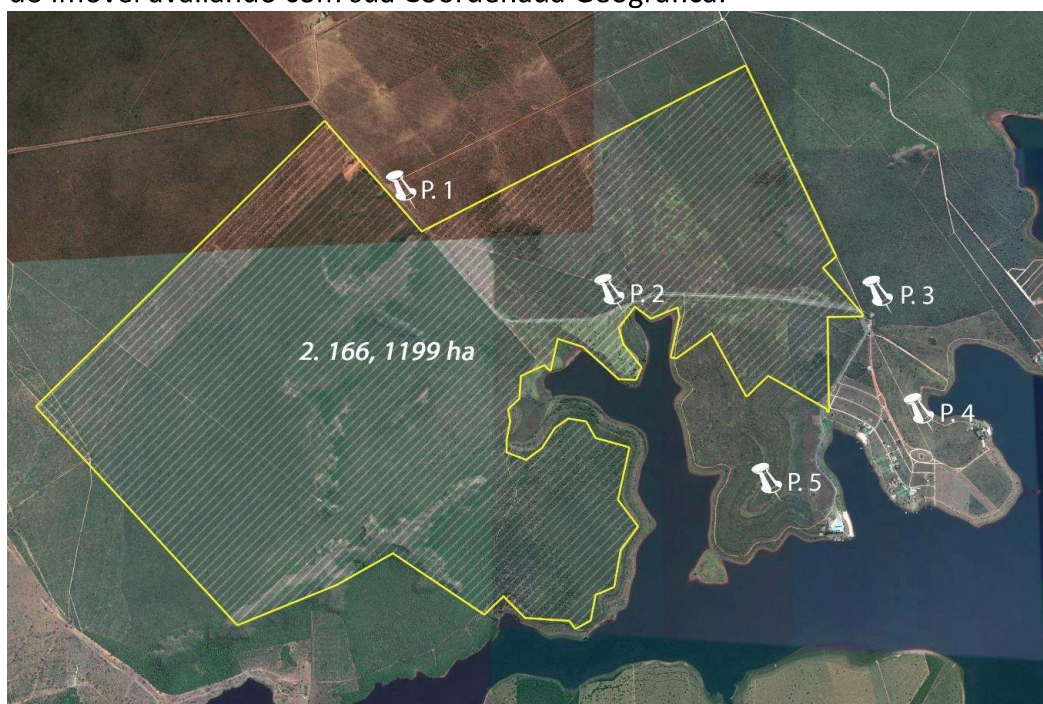 do imóvel avaliando com sua Coordenada Geográfica.
P. 1
P. 2
P. 3
2. 166, 1199 ha
P. 4
P. 5